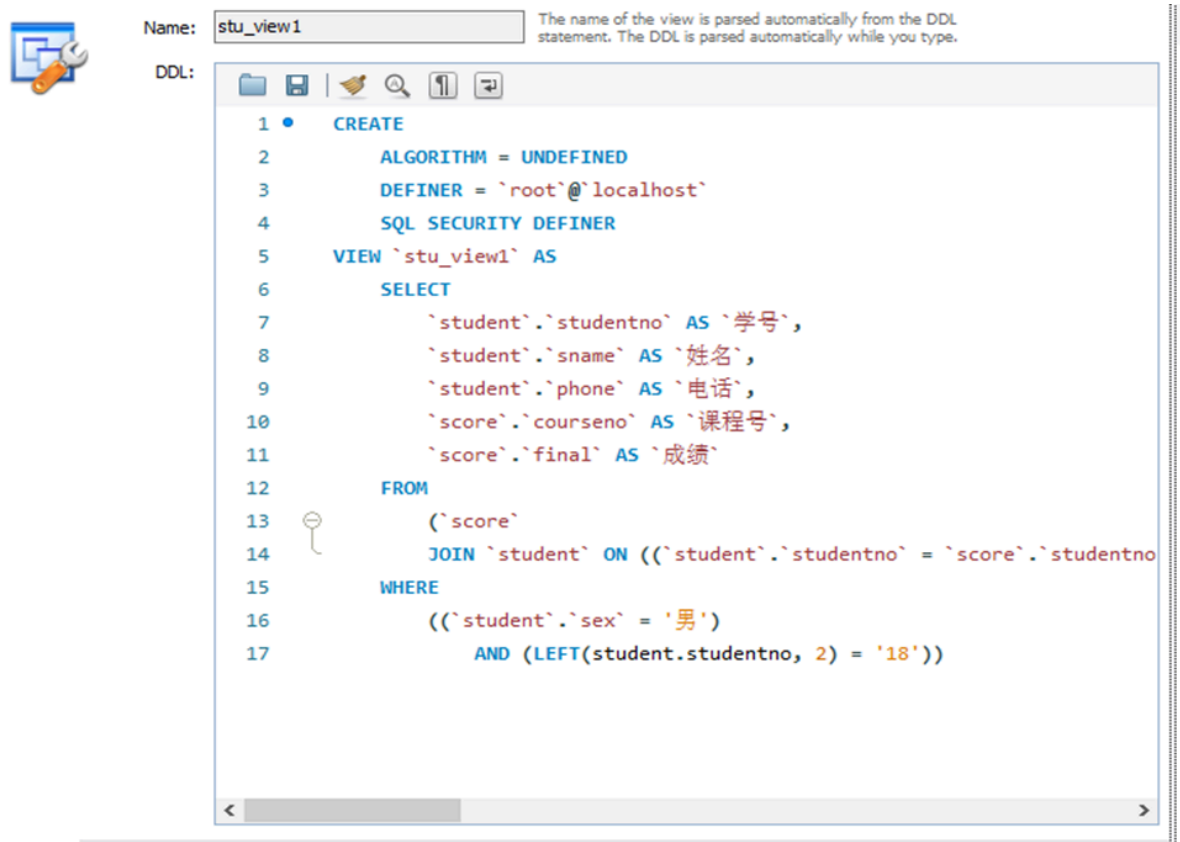 Name:
stu_view1
The name of the view is parsed automatically from the DDL
statement. The DDL is parsed automatically while you type.
DDL:
1 CREATE
2 ALGORITHM = UNDEFINED
3 DEFINER = `root`@`localhost`
4 SQL SECURITY DEFINER
5 VIEW `stu_view1` AS
6 SELECT
7 `student`.`studentno` AS `学号`,
8 `student`.`sname` AS `姓名`,
9 `student`.`phone` AS `电话`,
10 `score`.`courseno` AS `课程号`,
11 `score`.`final` AS `成绩`
12 FROM
13 (`score`
14 JOIN `student` ON ((`student`.`studentno` = `score`.`studentno
15 WHERE
16 ((`student`.`sex` = '男')
17 AND (LEFT(student.studentno, 2) = '18'))